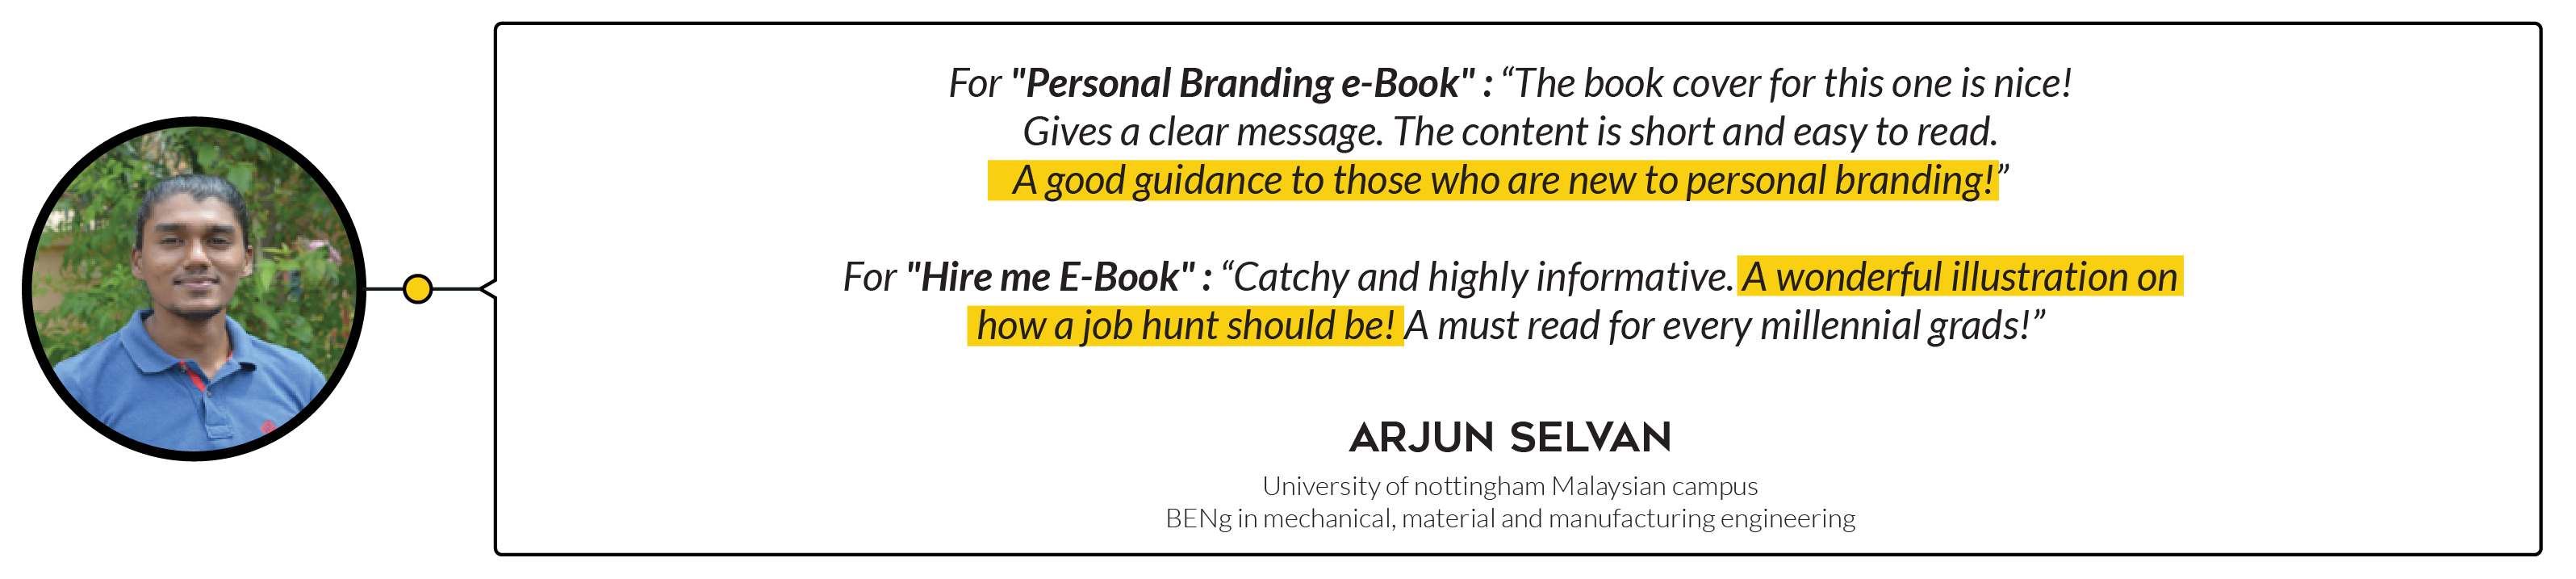 For "Personal Branding e-Book" : “The book cover for this one is nice!
Gives a clear message. The content is short and easy to read.
A good guidance to those who are new to personal branding!”
For "Hire me E-Book" : “Catchy and highly informative. A wonderful illustration on
how a job hunt should be! A must read for every millennial grads!”
ARJUN SELVAN
University of nottingham Malaysian campus
BENg in mechanical, material and manufacturing engineering